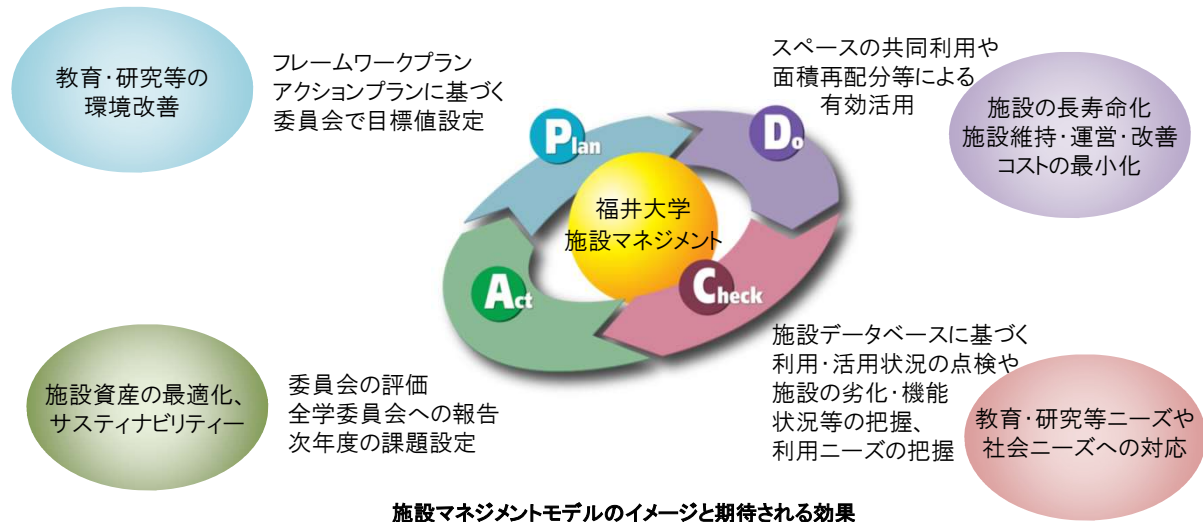 教育・研究等の
環境改善
フレームワークプラン
アクションプランに基づく
委員会で目標値設定
Plan
スペースの共同利用や
面積再配分等による
有効活用
Do
施設の長寿命化
施設維持・運営・改善
コストの最小化
福井大学
施設マネジメント
Act
Check
施設資産の最適化、
サスティナビリティー
委員会の評価
全学委員会への報告
次年度の課題設定
施設データベースに基づく
利用・活用状況の点検や
施設の劣化・機能
状況等の把握、
利用ニーズの把握
教育・研究等ニーズや
社会ニーズへの対応
施設マネジメントモデルのイメージと期待される効果